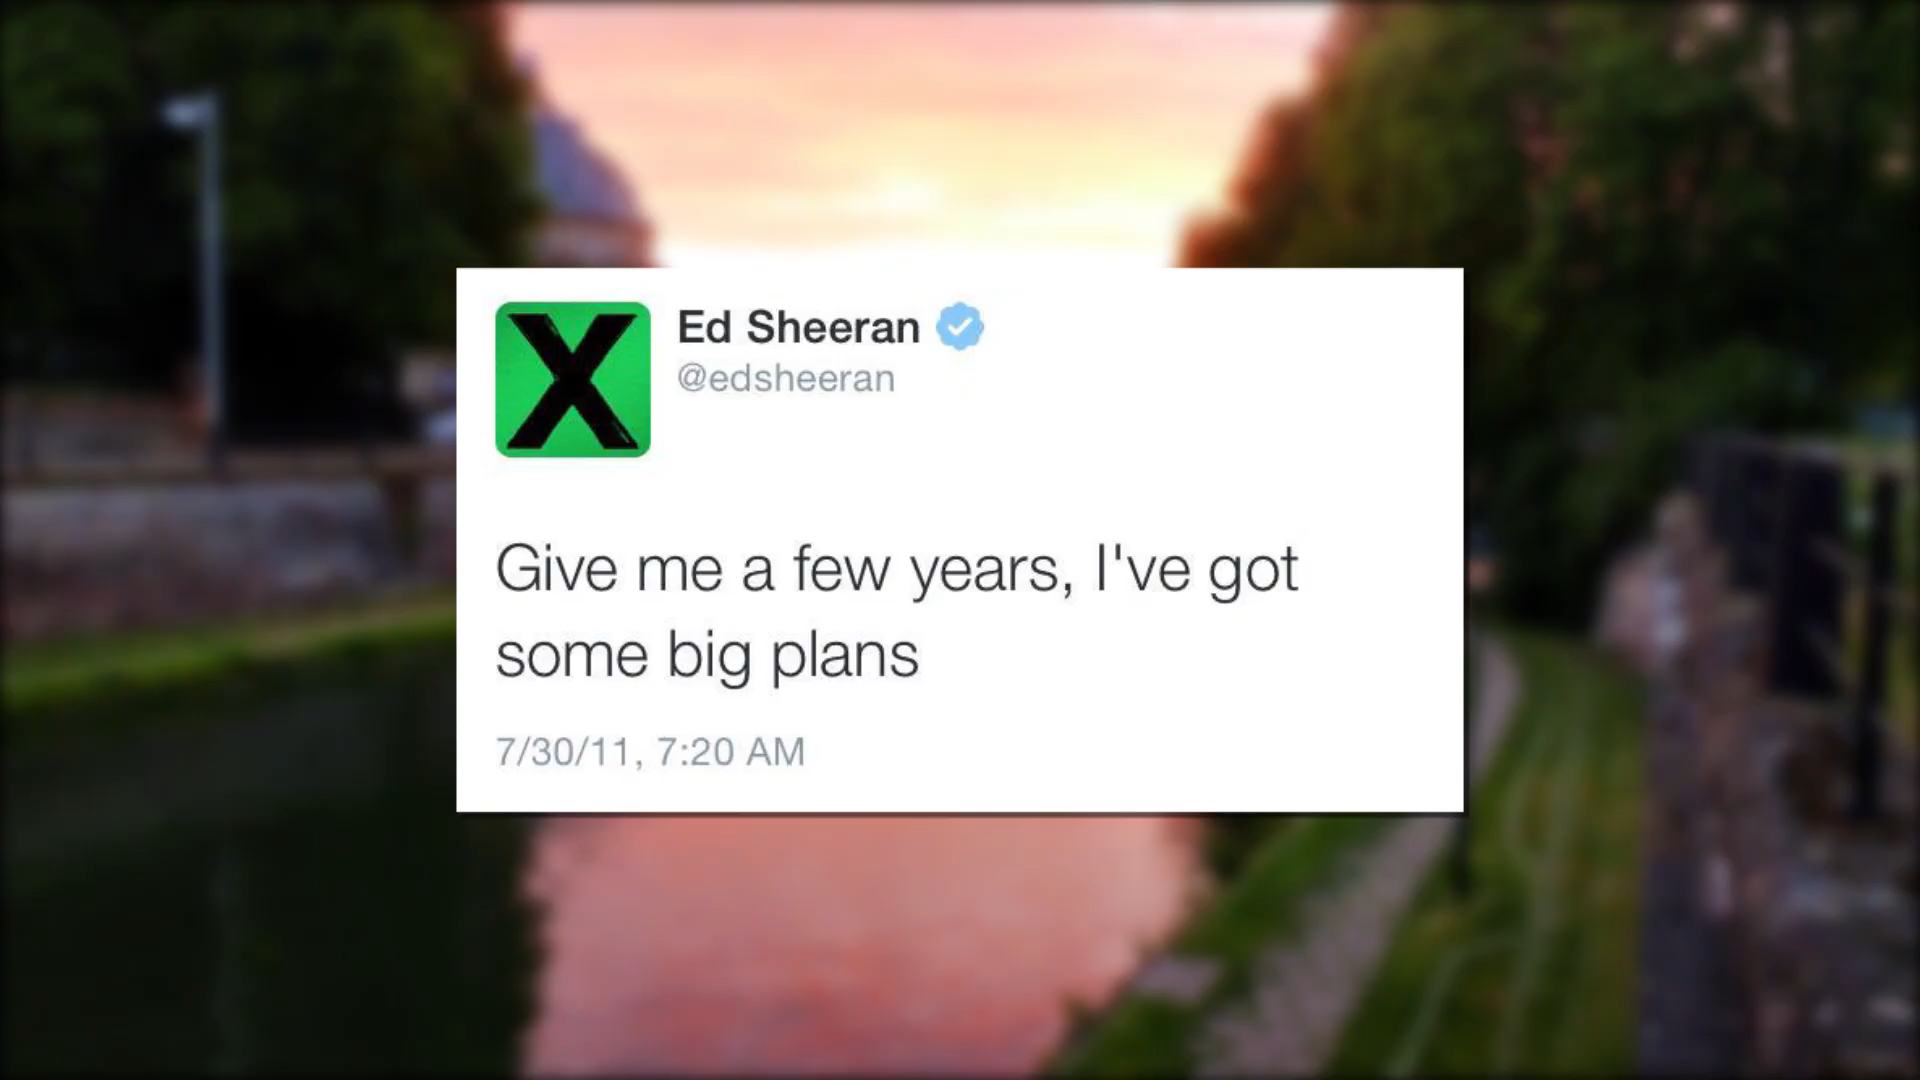 X
Ed Sheeran
@edsheeran
Give me a few years, I've got
some big plans
7/30/11, 7:20 AM